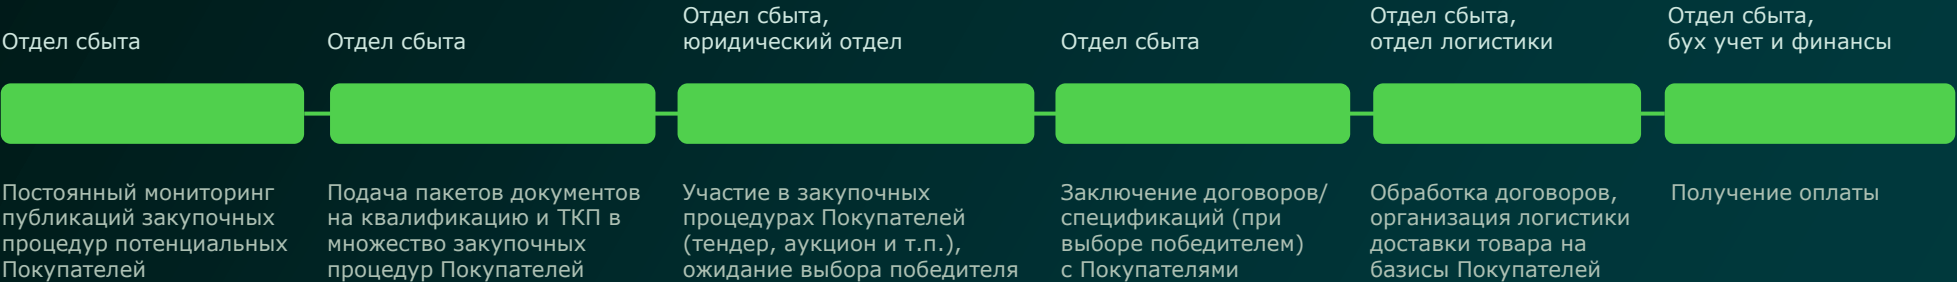 Отдел сбыта
Отдел сбыта
Отдел сбыта,
юридический отдел
Отдел сбыта
Отдел сбыта,
отдел логистики
Отдел сбыта,
бух учет и финансы
Постоянный мониторинг
публикаций закупочных
процедур потенциальных
Покупателей
Подача пакетов документов
на квалификацию и ТКП в
множество закупочных
процедур Покупателей
Участие в закупочных
процедурах Покупателей
(тендер, аукцион и т.п.),
ожидание выбора победителя
Заключение договоров/
спецификаций (при
выборе победителем)
с Покупателями
Обработка договоров,
организация логистики
доставки товара на
базисы Покупателей
Получение оплаты